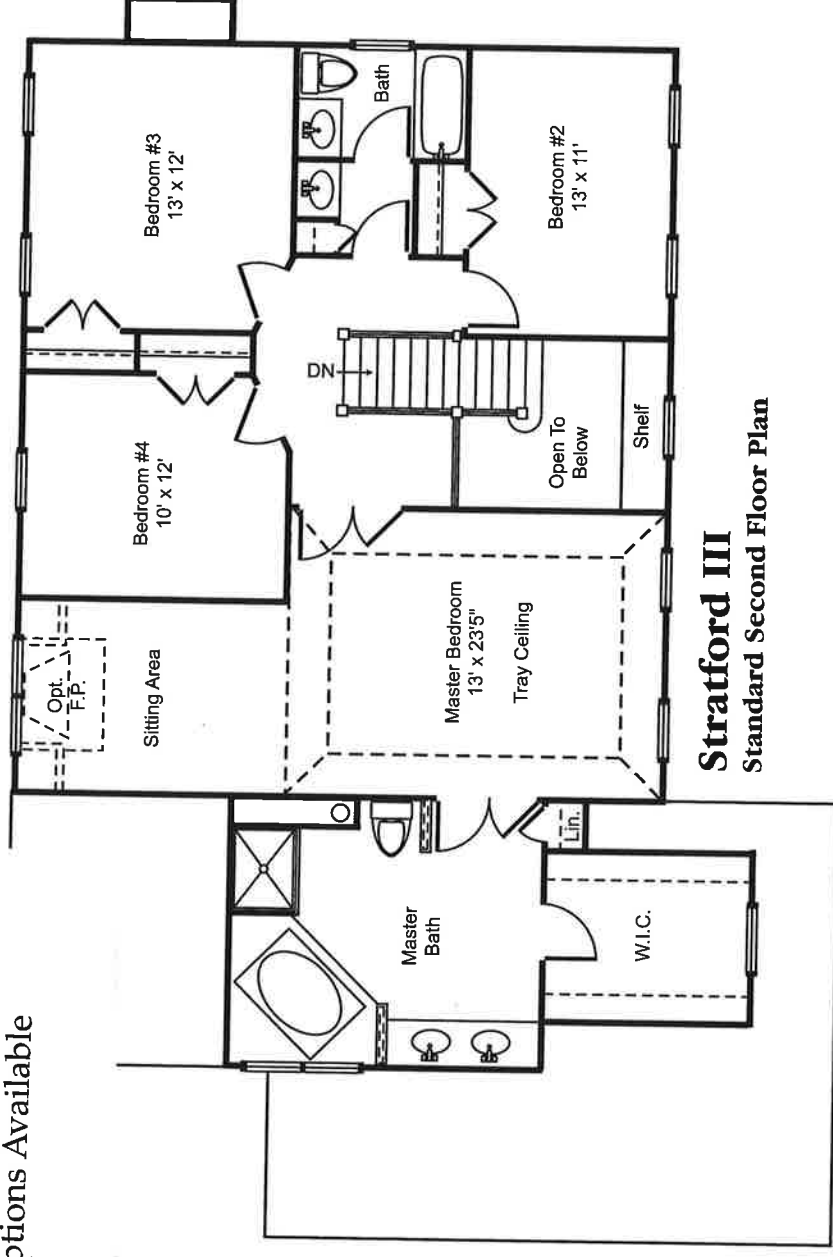 ptions Available
Bedroom #3
13' x 12'
Bath
Bedroom #2
13' x 11'
DN
Bedroom #4
10' x 12'
Open To
Below
Shelf
Opt.
F.P.
Sitting Area
Master Bedroom
13' x 23'5"
Tray Ceiling
Master
Bath
Lin.
W.I.C.
Stratford III
Standard Second Floor Plan